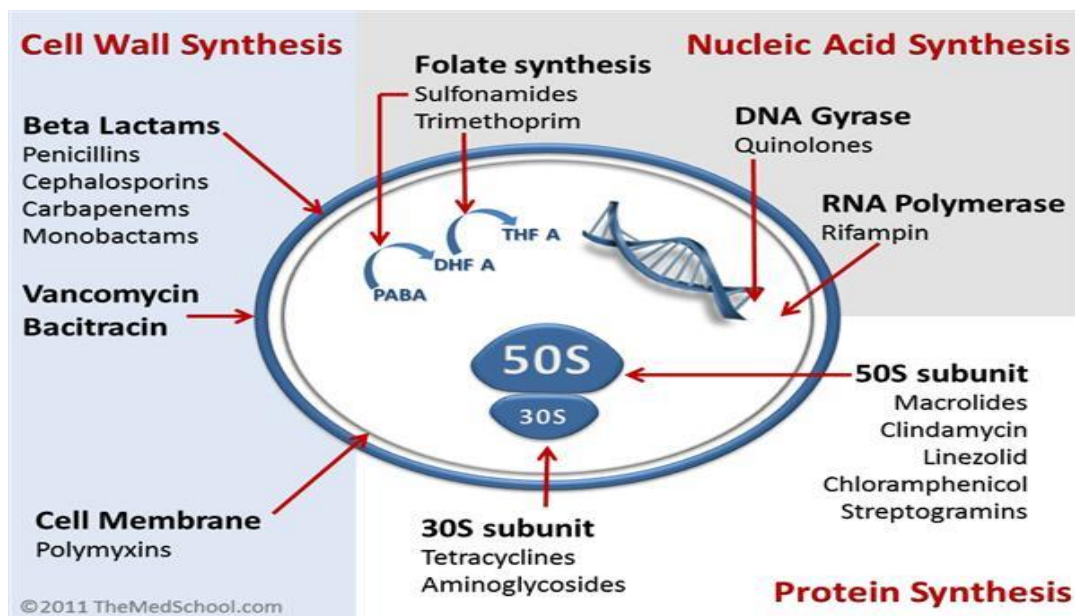 Cell Wall Synthesis
Nucleic Acid Synthesis
Folate synthesis
Sulfonamides
Trimethoprim
Beta Lactams
Penicillins
Cephalosporins
Carbapenems
Monobactams
DNA Gyrase
Quinolones
RNA Polymerase
Rifampin
THF A
DHF A
PABA
Vancomycin
Bacitracin
50S
30S
50S subunit
Macrolides
Clindamycin
Linezolid
Chloramphenicol
Streptogramins
Cell Membrane
Polymyxins
30S subunit
Tetracyclines
Aminoglycosides
Protein Synthesis
©2011 TheMedSchool.com